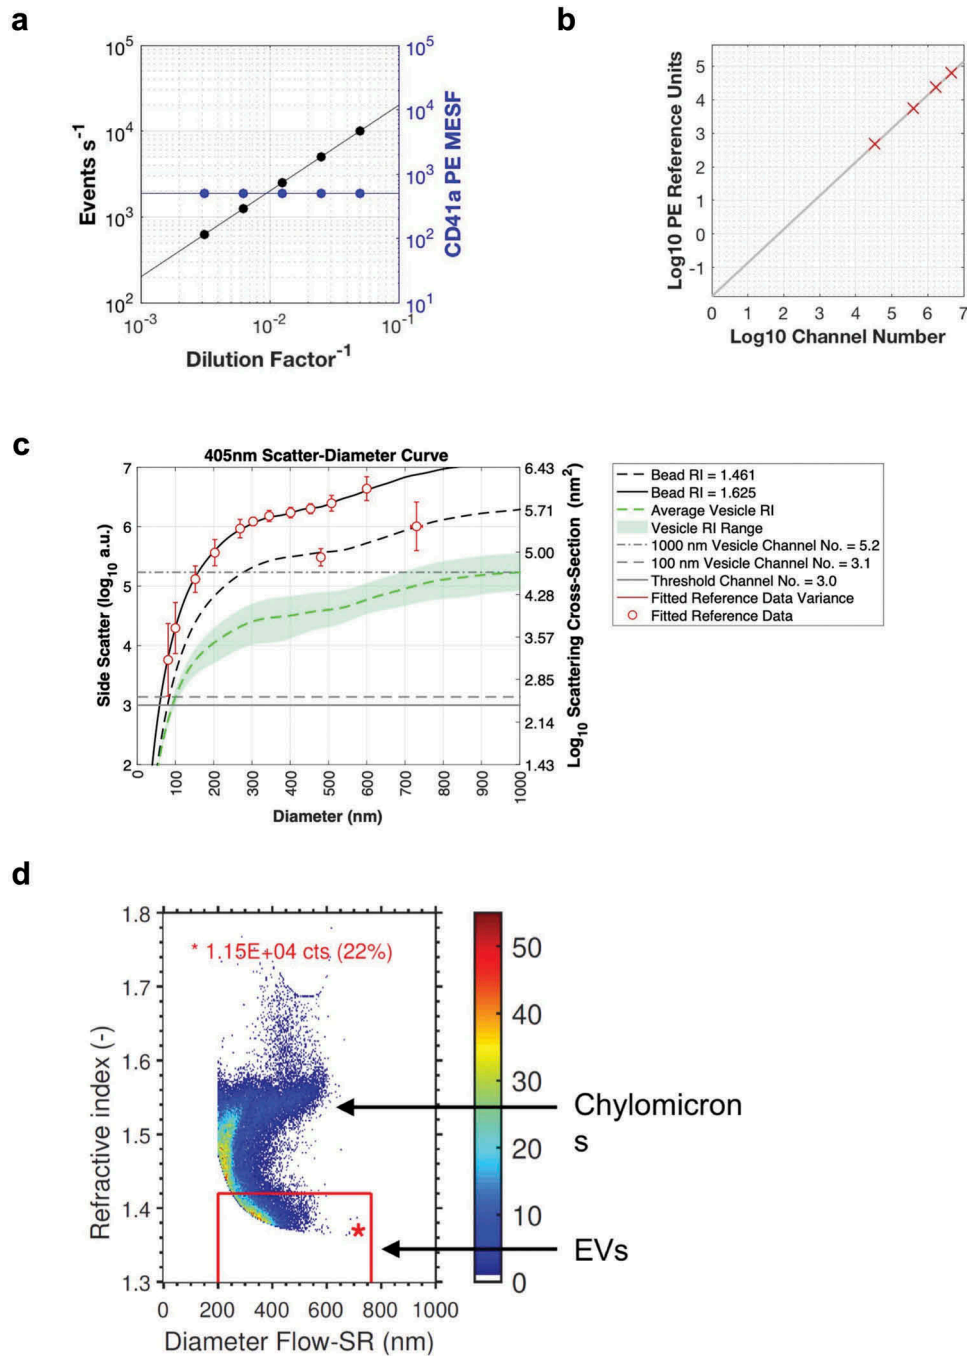 a
10^5
10^4
10^3
10^2
Events s^-1
10^5
10^4
10^3
10^2
10^1
CD41a PE MESF
10^-3
10^-2
10^-1
Dilution Factor^-1
b
5
4
3
2
1
0
-1
Log10 PE Reference Units
0 1 2 3 4 5 6 7
Log10 Channel Number
c
405nm Scatter-Diameter Curve
7
6
5
4
3
2
Side Scatter (log10 a.u.)
6.43
5.71
5.00
4.28
3.57
2.85
2.14
1.43
Log10 Scattering Cross-Section (nm^2)
0 100 200 300 400 500 600 700 800 900 1000
Diameter (nm)
Bead RI = 1.461
Bead RI = 1.625
Average Vesicle RI
Vesicle RI Range
1000 nm Vesicle Channel No. = 5.2
100 nm Vesicle Channel No. = 3.1
Threshold Channel No. = 3.0
Fitted Reference Data Variance
Fitted Reference Data
d
1.8
1.7
1.6
1.5
1.4
1.3
Refractive index (-)
* 1.15E+04 cts (22%)
*
0 200 400 600 800 1000
Diameter Flow-SR (nm)
50
40
30
20
10
0
Chylomicron
s
EVs